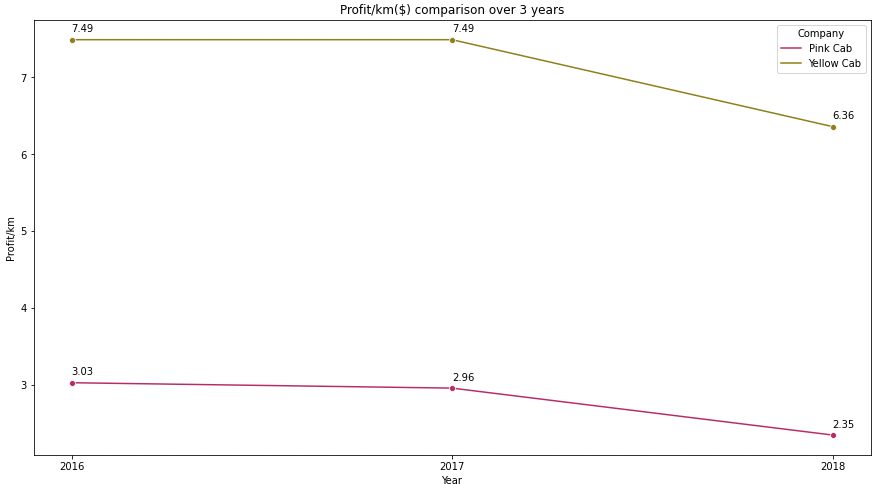 Profit/km($) comparison over 3 years
Company
Pink Cab
Yellow Cab
7.49
7.49
6.36
3.03
2.96
2.35
Profit/km
7
6
5
4
3
2016
2017
2018
Year